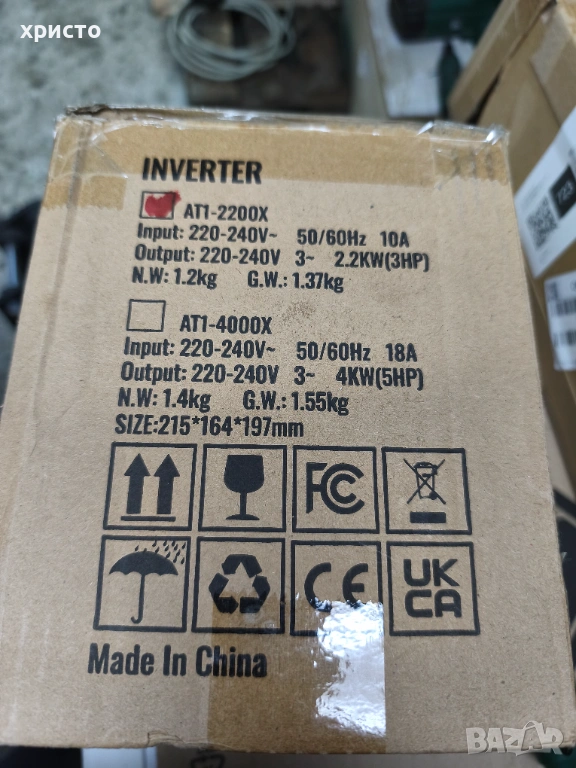 христо
INVERTER
AT1-2200X
Input: 220-240V~ 50/60Hz 10A
Output: 220-240V 3~ 2.2KW(3HP)
N.W: 1.2kg G.W.: 1.37kg
AT1-4000X
Input: 220-240V~ 50/60Hz 18A
Output: 220-240V 3~ 4KW(5HP)
N.W: 1.4kg G.W.: 1.55kg
SIZE:215*164*197mm
FC
CE
UK
CA
Made In China
BAZAR